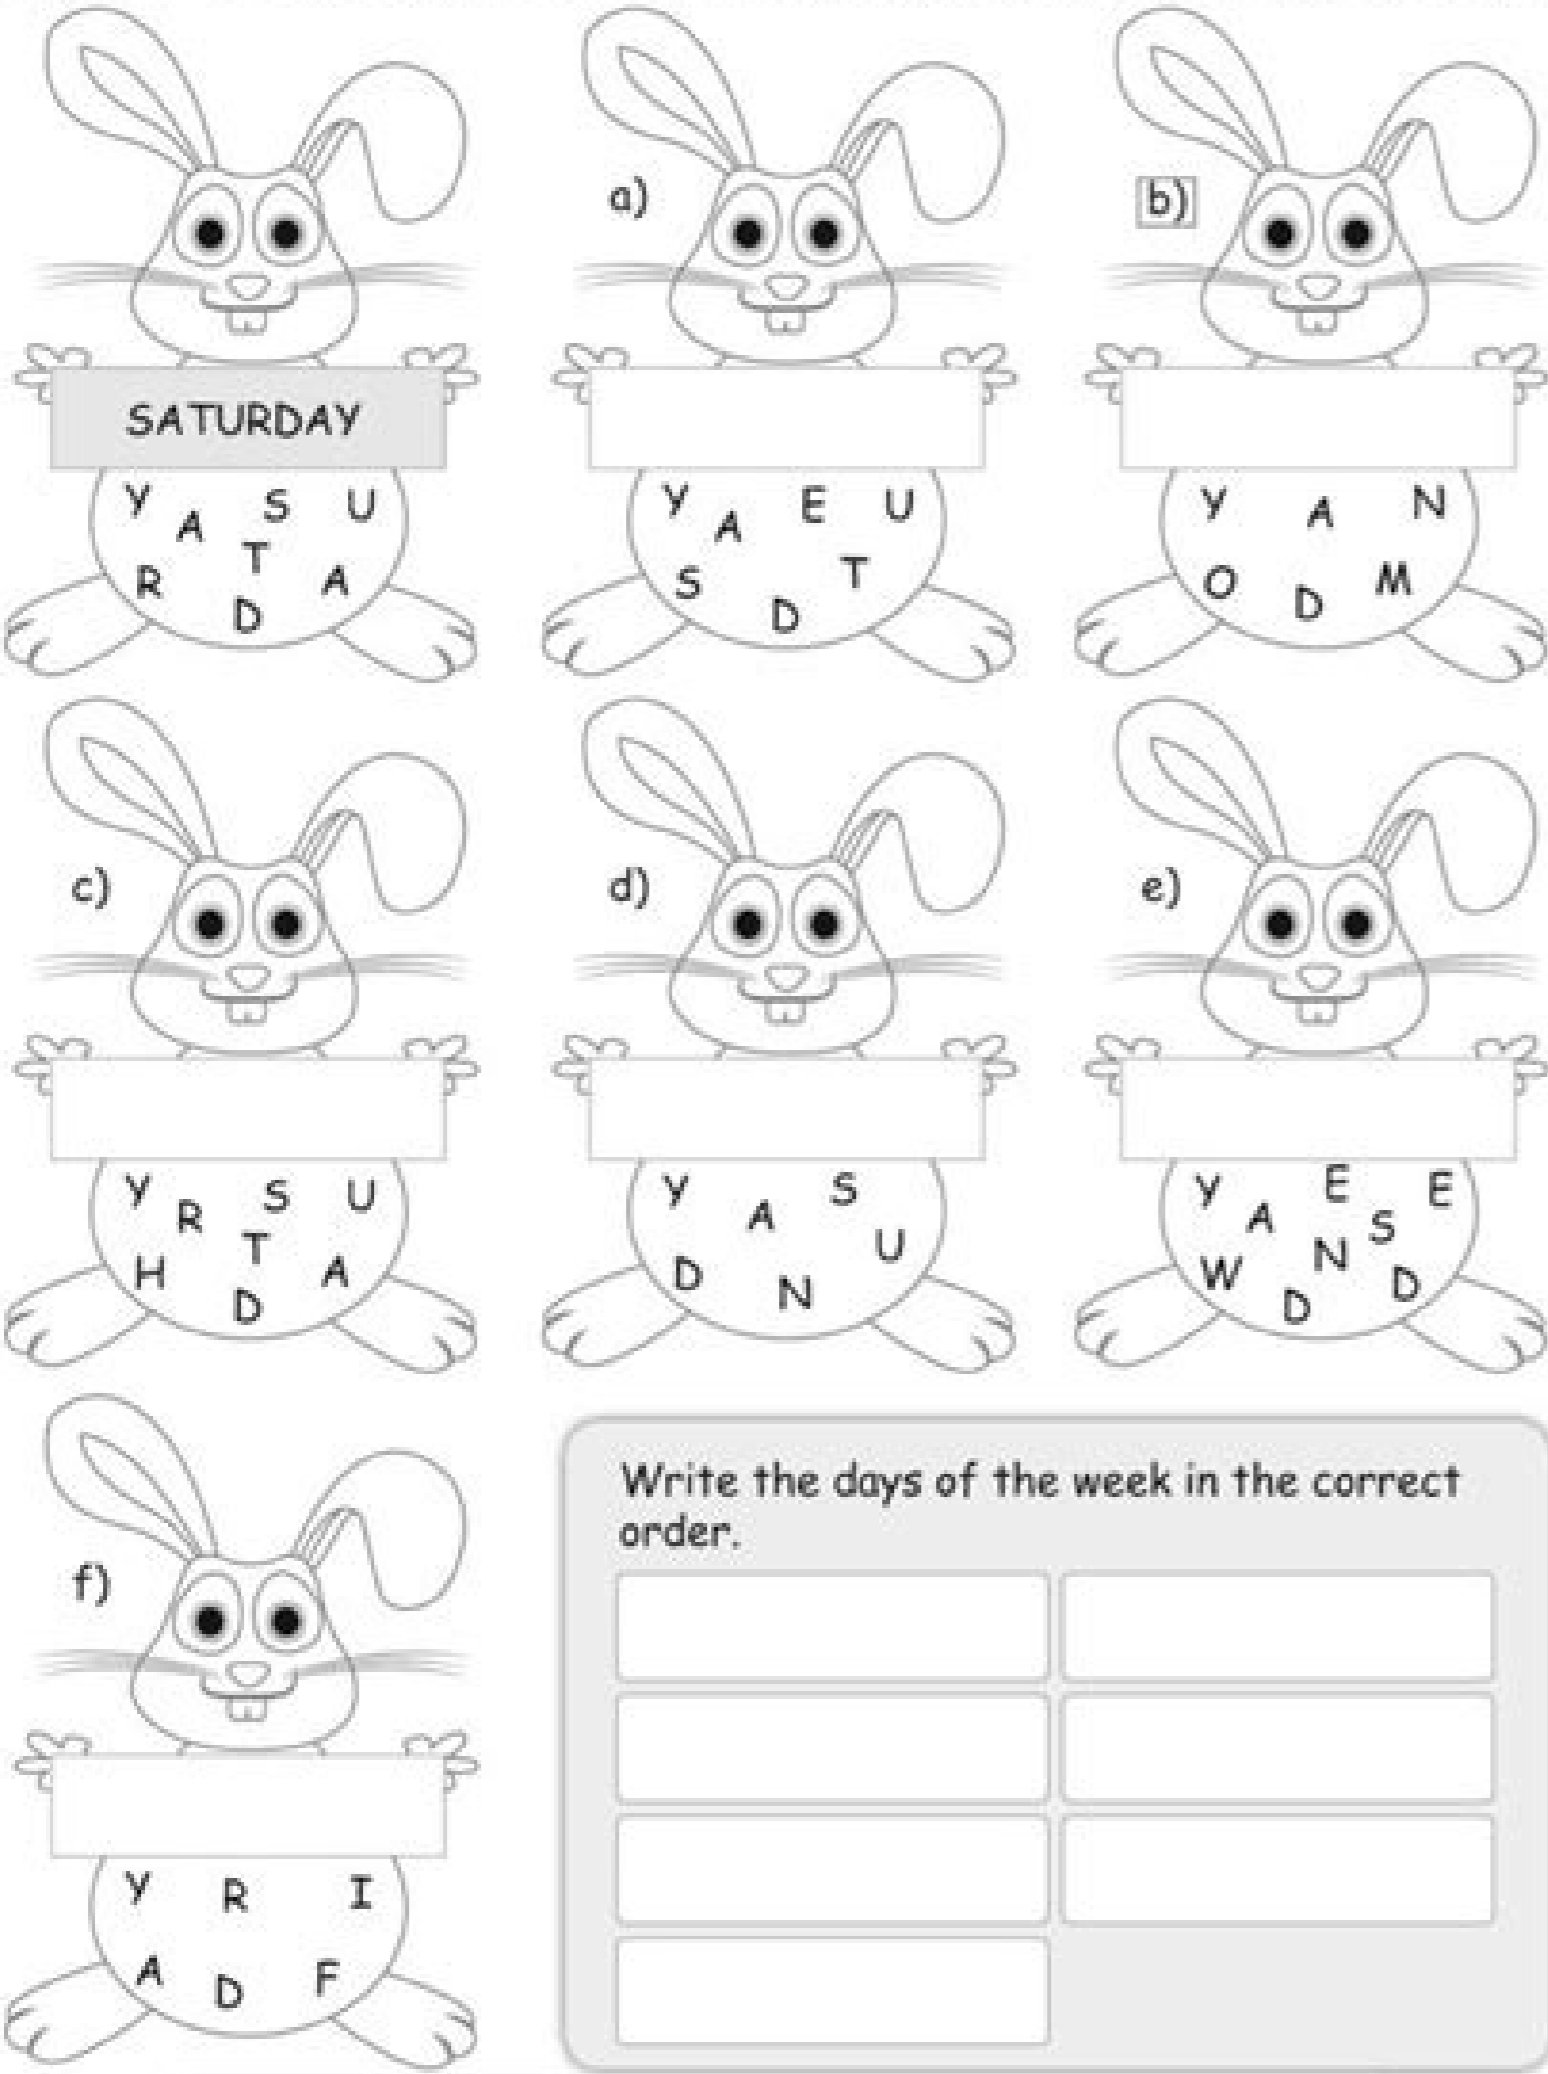 a)
b)
SATURDAY
Y A S U
T
R A
D
Y A E U
S T
D
Y A N
O D M
c)
d)
e)
Y R S U
T
H A
D
Y A S
U
D N
Y A E E
S
W N D
D
f)
Y R I
A D F
Write the days of the week in the correct
order.